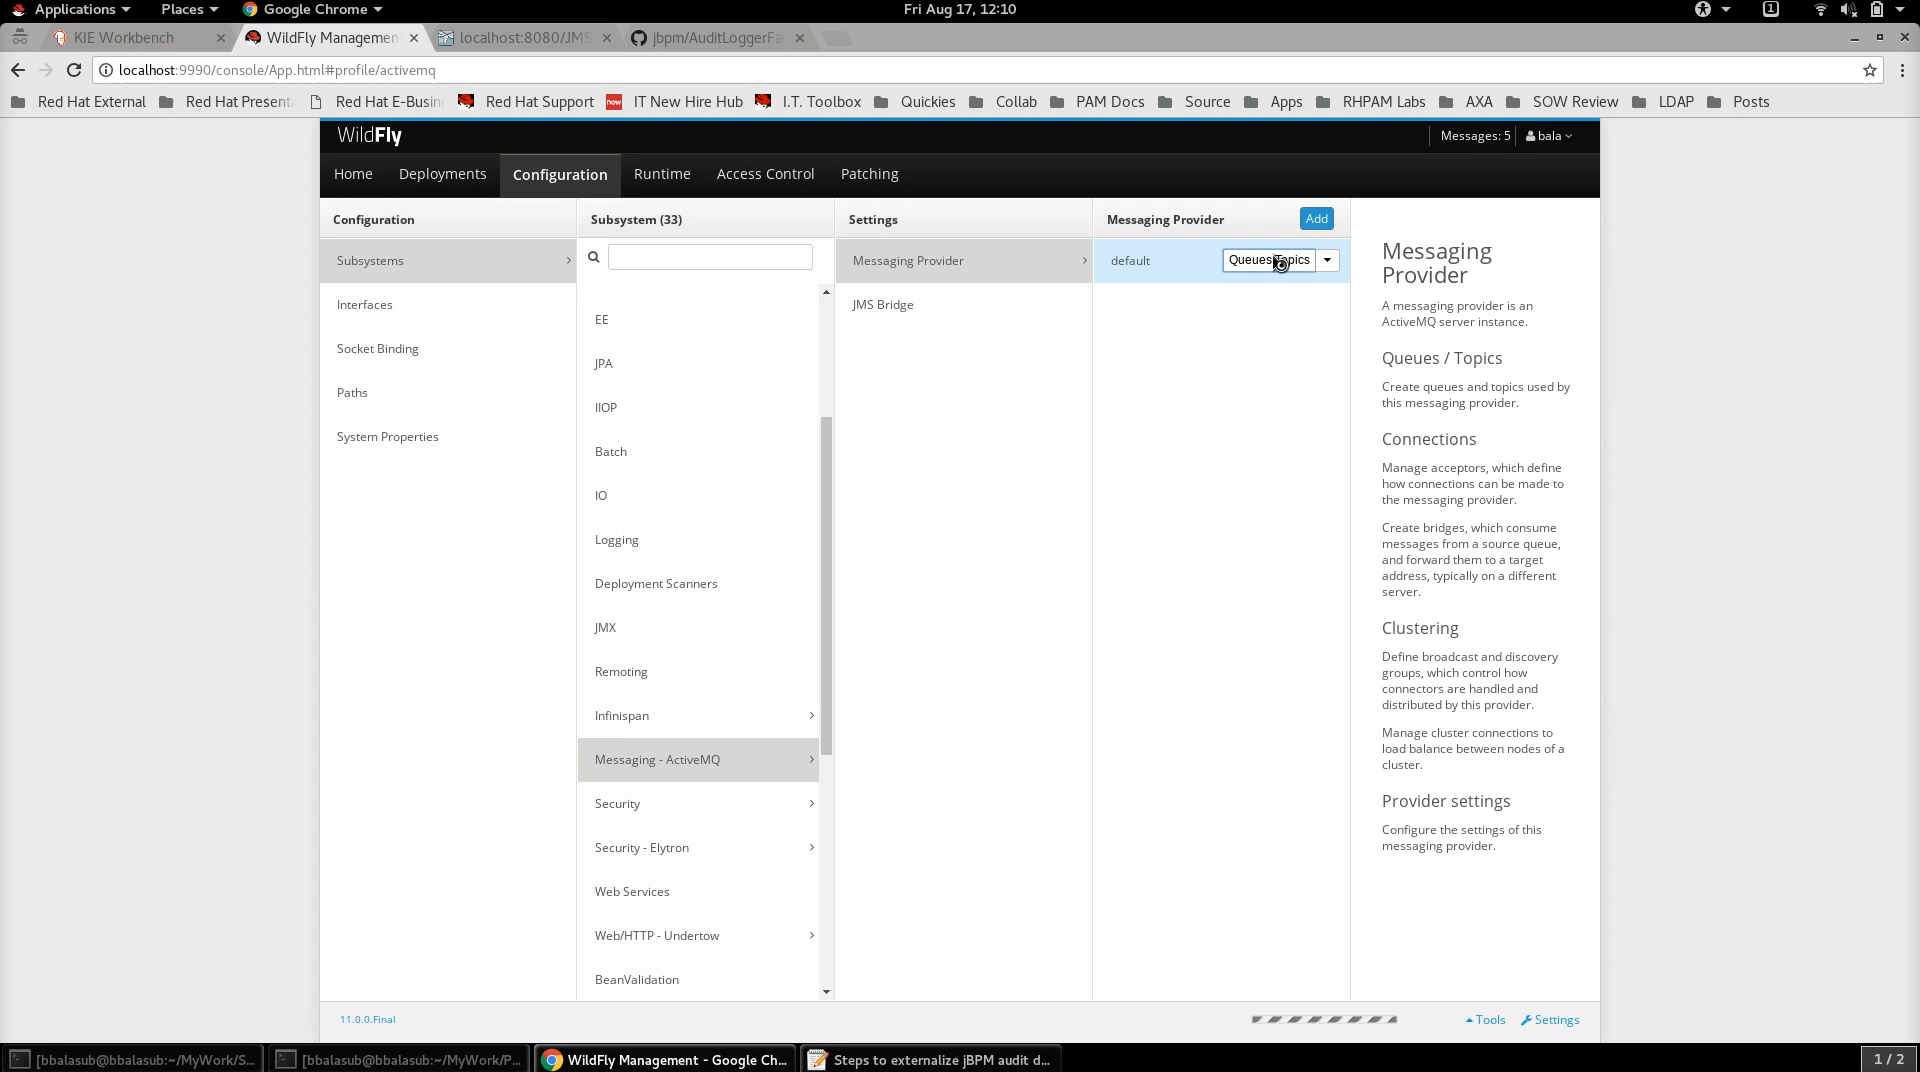 Applications
Places
Google Chrome
Fri Aug 17, 12:10
1
KIE Workbench
WildFly Managemen
localhost:8080/JMS
jbpm/AuditLoggerFa
localhost:9990/console/App.html#profile/activemq
Red Hat External
Red Hat Present
Red Hat E-Busin
Red Hat Support
IT New Hire Hub
I.T. Toolbox
Quickies
Collab
PAM Docs
Source
Apps
RHPAM Labs
AXA
SOW Review
LDAP
Posts
WildFly
Messages: 5
bala
Home
Deployments
Configuration
Runtime
Access Control
Patching
Configuration
Subsystems
Interfaces
Socket Binding
Paths
System Properties
Subsystem (33)
EE
JPA
IIOP
Batch
IO
Logging
Deployment Scanners
JMX
Remoting
Infinispan
Messaging - ActiveMQ
Security
Security - Elytron
Web Services
Web/HTTP - Undertow
BeanValidation
Settings
Messaging Provider
JMS Bridge
Messaging Provider
Add
default
Queues/Topics
Messaging
Provider
A messaging provider is an
ActiveMQ server instance.
Queues / Topics
Create queues and topics used by
this messaging provider.
Connections
Manage acceptors, which define
how connections can be made to
the messaging provider.
Create bridges, which consume
messages from a source queue,
and forward them to a target
address, typically on a different
server.
Clustering
Define broadcast and discovery
groups, which control how
connectors are handled and
distributed by this provider.
Manage cluster connections to
load balance between nodes of a
cluster.
Provider settings
Configure the settings of this
messaging provider.
11.0.0.Final
Tools
Settings
[bbalasub@bbalasub:~/MyWork/S...
[bbalasub@bbalasub:~/MyWork/P...
WildFly Management - Google Ch...
Steps to externalize jBPM audit d...
1 / 2